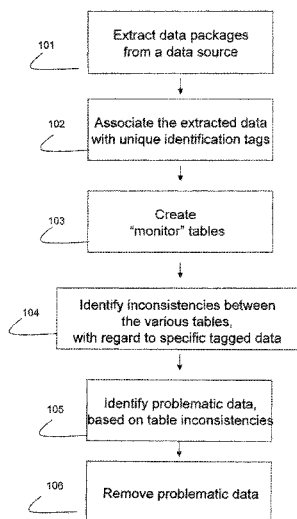 101
Extract data packages
from a data source
102
Associate the extracted data
with unique identification tags
103
Create
"monitor" tables
104
Identify inconsistencies between
the various tables,
with regard to specific tagged data
105
Identify problematic data,
based on table inconsistencies
106
Remove problematic data